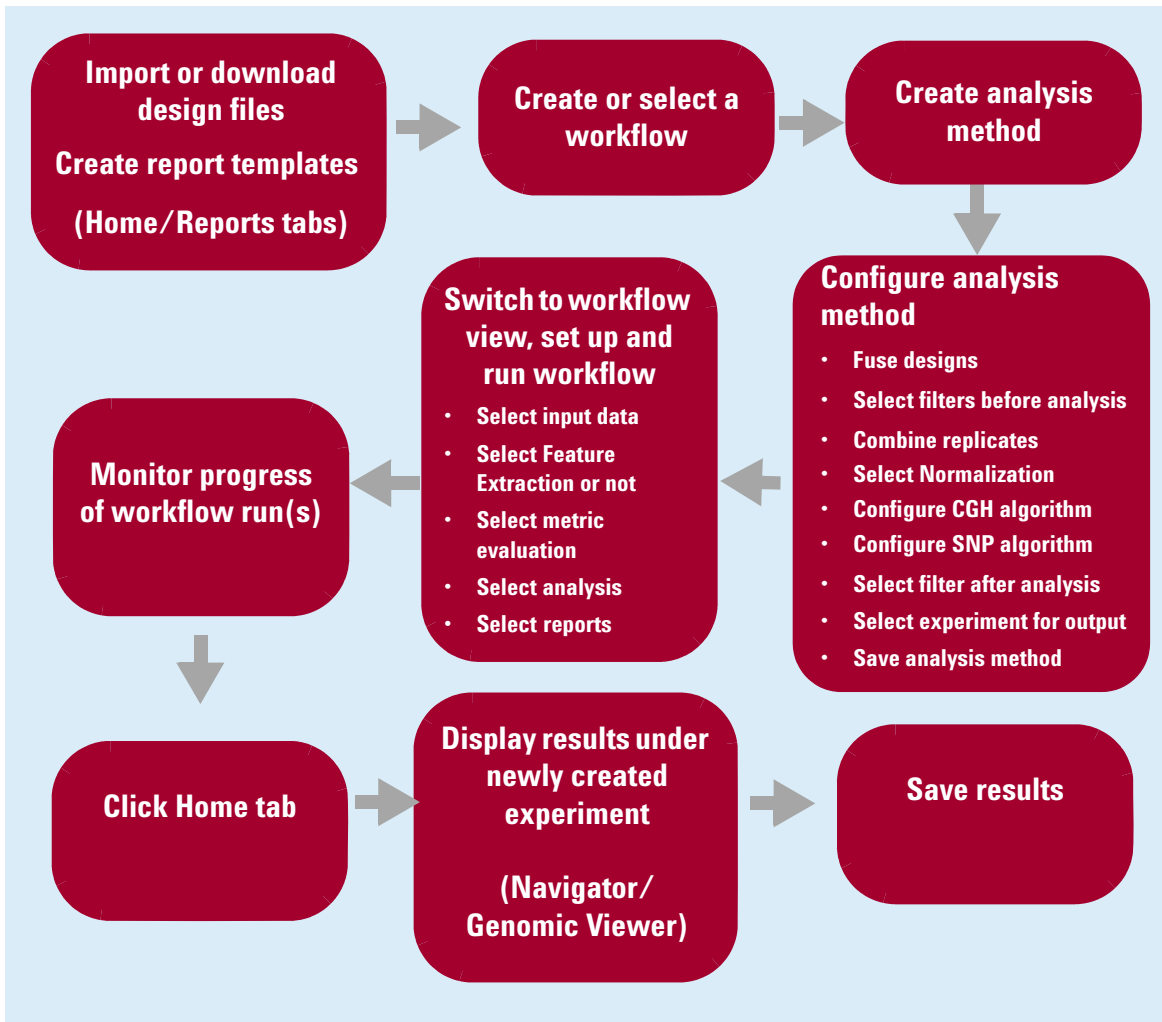 Import or download
design files
Create report templates
(Home/Reports tabs)
Create or select a
workflow
Create analysis
method
Configure analysis
method
• Fuse designs
• Select filters before analysis
• Combine replicates
• Select Normalization
• Configure CGH algorithm
• Configure SNP algorithm
• Select filter after analysis
• Select experiment for output
• Save analysis method
Switch to workflow
view, set up and
run workflow
• Select input data
• Select Feature
Extraction or not
• Select metric
evaluation
• Select analysis
• Select reports
Monitor progress
of workflow run(s)
Click Home tab
Display results under
newly created
experiment
(Navigator/
Genomic Viewer)
Save results